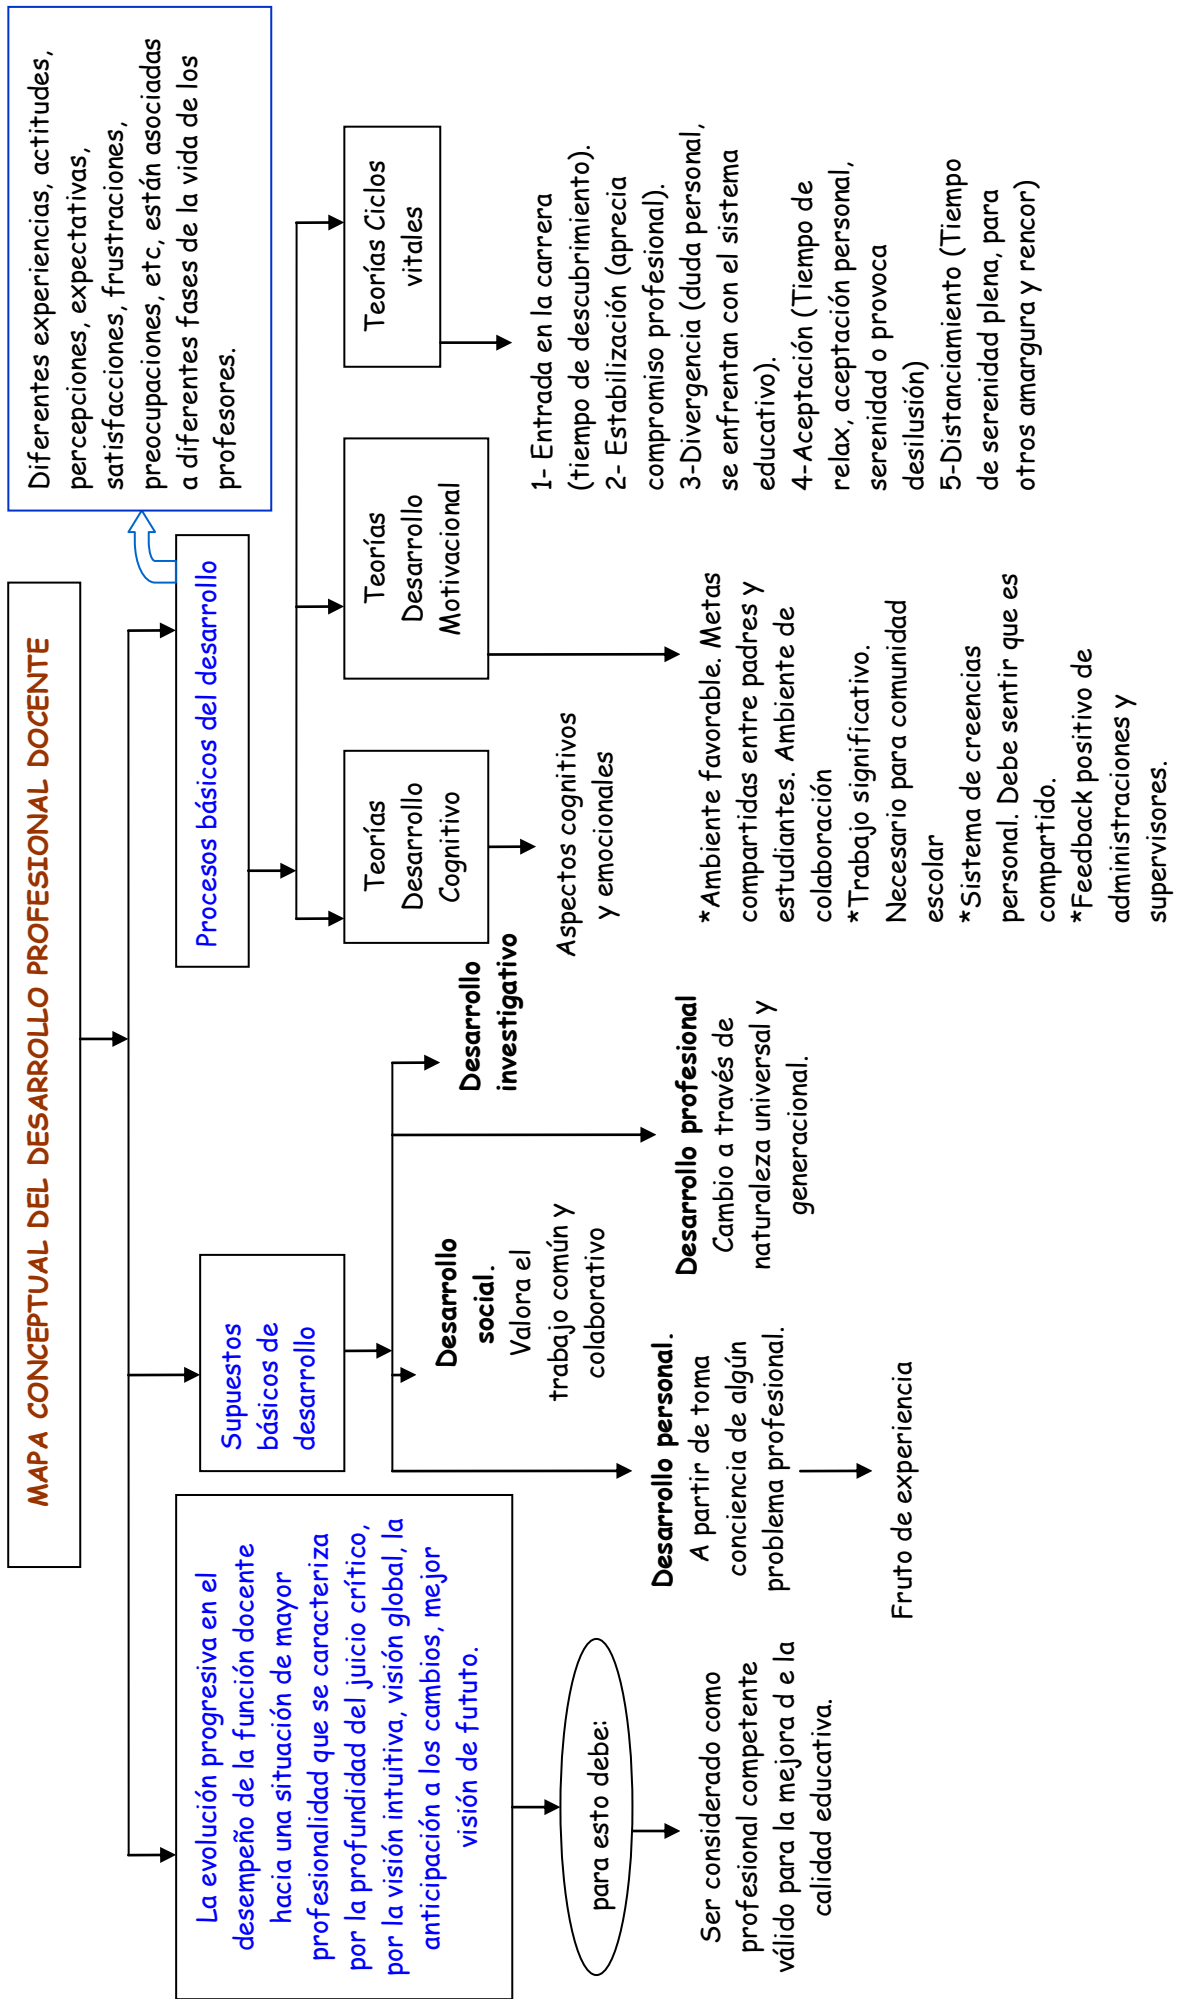 MAPA CONCEPTUAL DEL DESARROLLO PROFESIONAL DOCENTE
La evolución progresiva en el
desempeño de la función docente
hacia una situación de mayor
profesionalidad que se caracteriza
por la profundidad del juicio crítico,
por la visión intuitiva, visión global, la
anticipación a los cambios, mejor
visión de fututo.
para esto debe:
Ser considerado como
profesional competente
válido para la mejora d e la
calidad educativa.
Supuestos
básicos de
desarrollo
Desarrollo personal.
A partir de toma
conciencia de algún
problema profesional.
Fruto de experiencia
Desarrollo
social.
Valora el
trabajo común y
colaborativo
Desarrollo profesional
Cambio a través de
naturaleza universal y
generacional.
Desarrollo
investigativo
Procesos básicos del desarrollo
Diferentes experiencias, actitudes,
percepciones, expectativas,
satisfacciones, frustraciones,
preocupaciones, etc, están asociadas
a diferentes fases de la vida de los
profesores.
Teorías
Desarrollo
Cognitivo
Aspectos cognitivos
y emocionales
Teorías
Desarrollo
Motivacional
*Ambiente favorable. Metas
compartidas entre padres y
estudiantes. Ambiente de
colaboración
*Trabajo significativo.
Necesario para comunidad
escolar
*Sistema de creencias
personal. Debe sentir que es
compartido.
*Feedback positivo de
administraciones y
supervisores.
Teorías Ciclos
vitales
1- Entrada en la carrera
(tiempo de descubrimiento).
2- Estabilización (aprecia
compromiso profesional).
3-Divergencia (duda personal,
se enfrentan con el sistema
educativo).
4-Aceptación (Tiempo de
relax, aceptación personal,
serenidad o provoca
desilusión)
5-Distanciamiento (Tiempo
de serenidad plena, para
otros amargura y rencor)